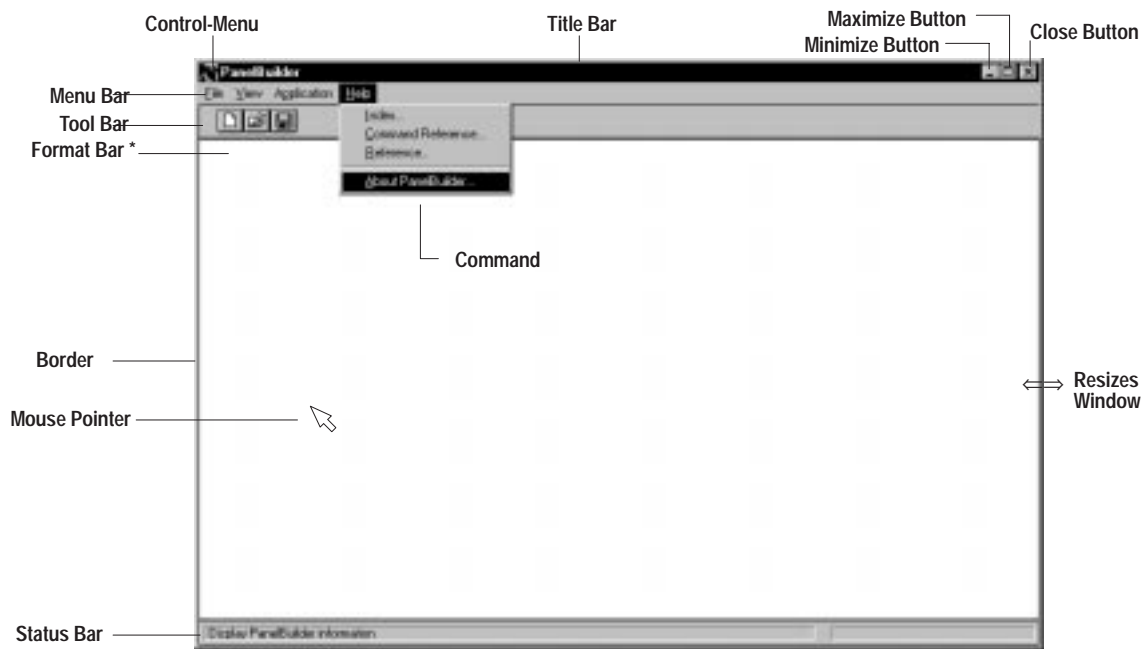 Control-Menu
Title Bar
Maximize Button
Minimize Button
Close Button
PanelBuilder
Menu Bar
File View Application Help
Tool Bar
Index...
Command Reference...
Reference...
Format Bar *
About PanelBuilder...
Command
Border
Resizes
Window
Mouse Pointer
Status Bar
Display PanelBuilder information